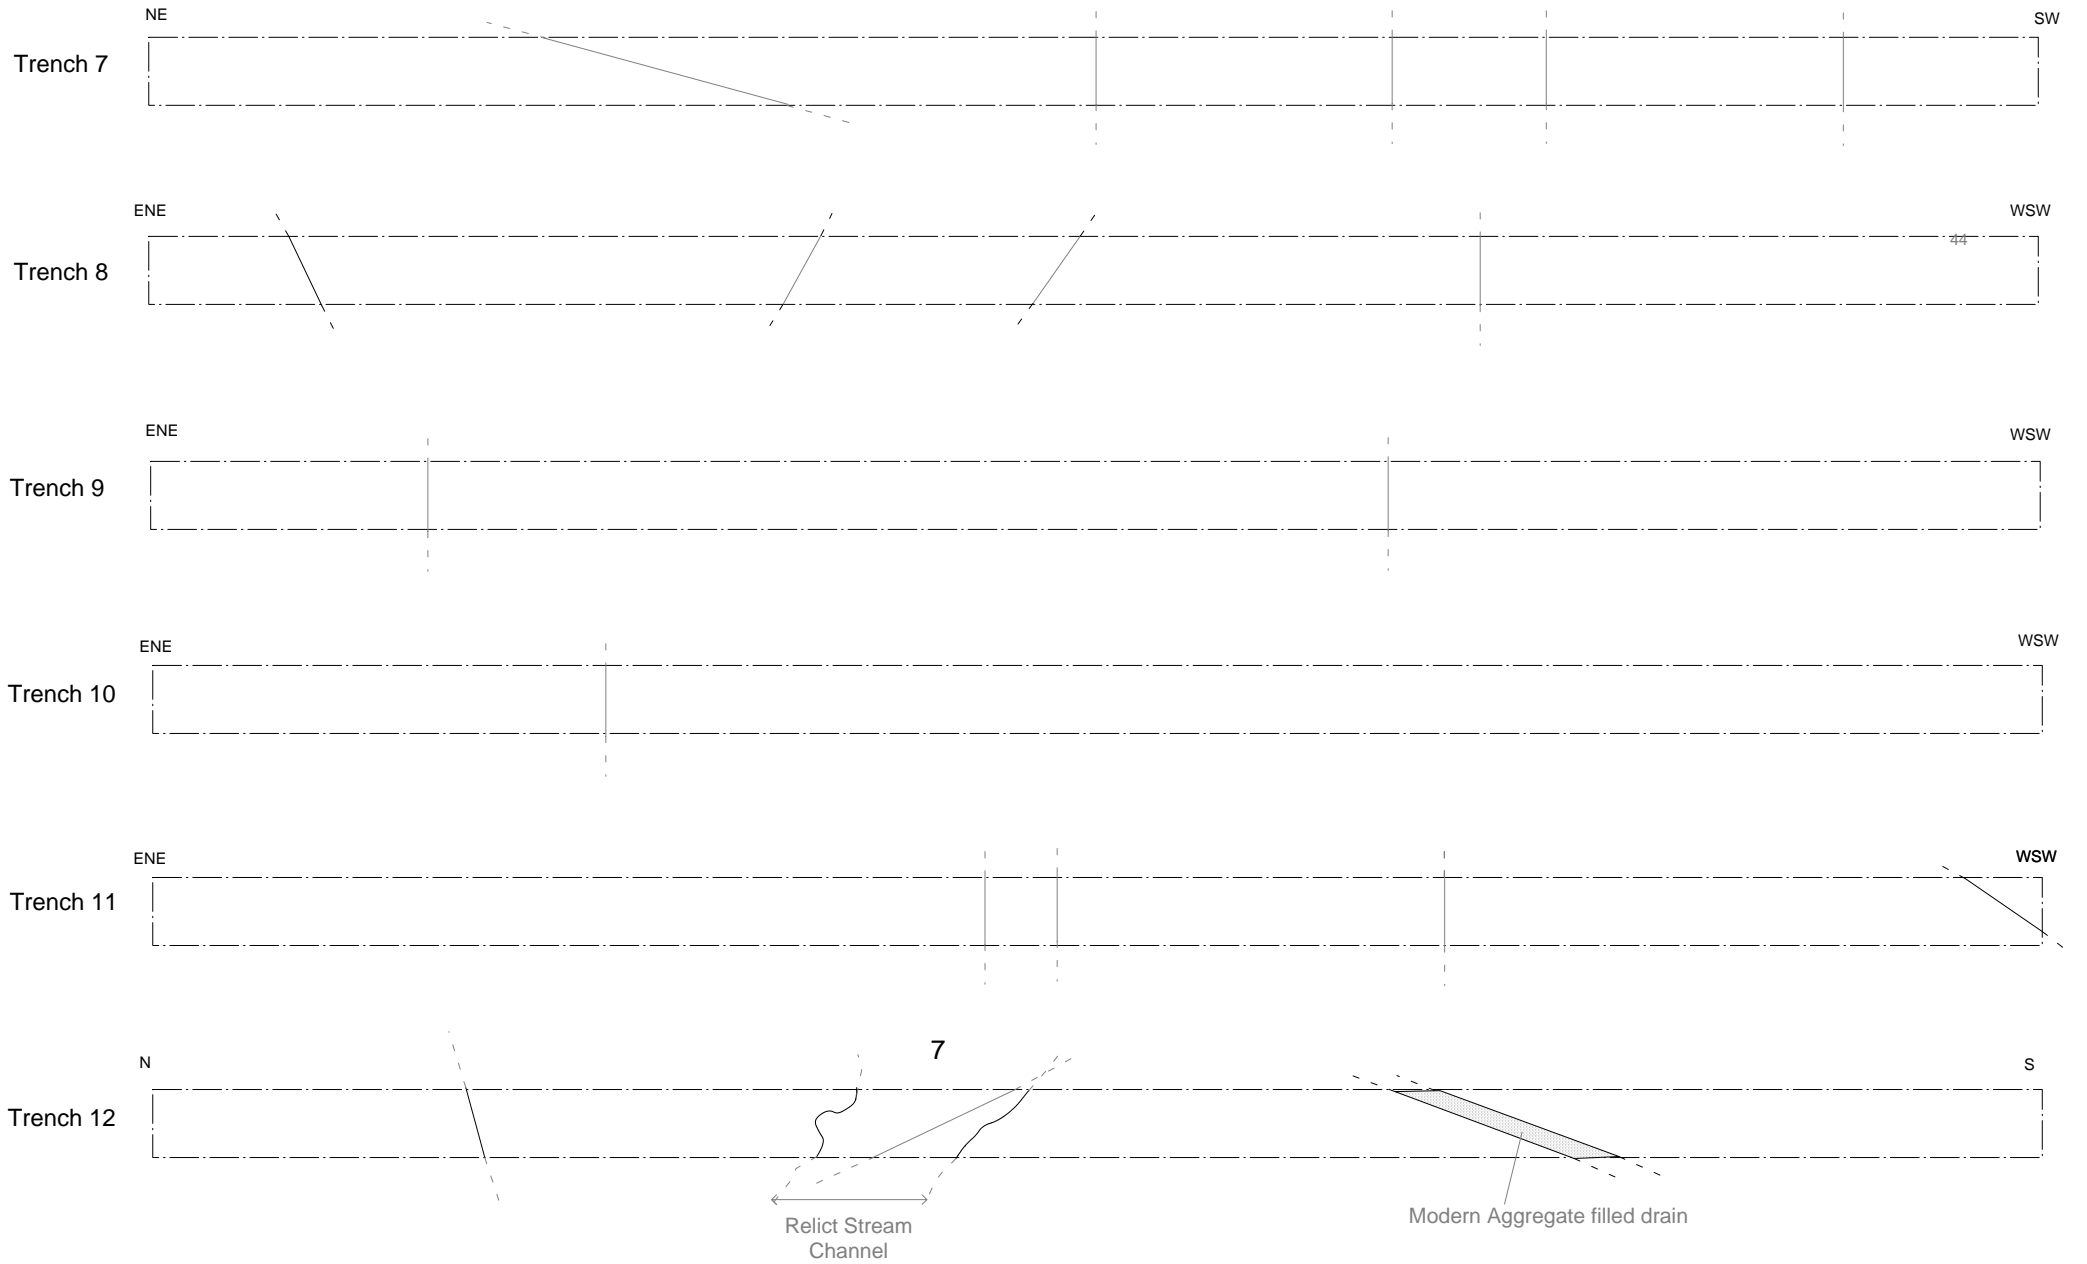 NE
SW
Trench 7
ENE
WSW
44
Trench 8
ENE
WSW
Trench 9
ENE
WSW
Trench 10
ENE
WSW
Trench 11
7
N
S
Trench 12
Relict Stream
Channel
Modern Aggregate filled drain